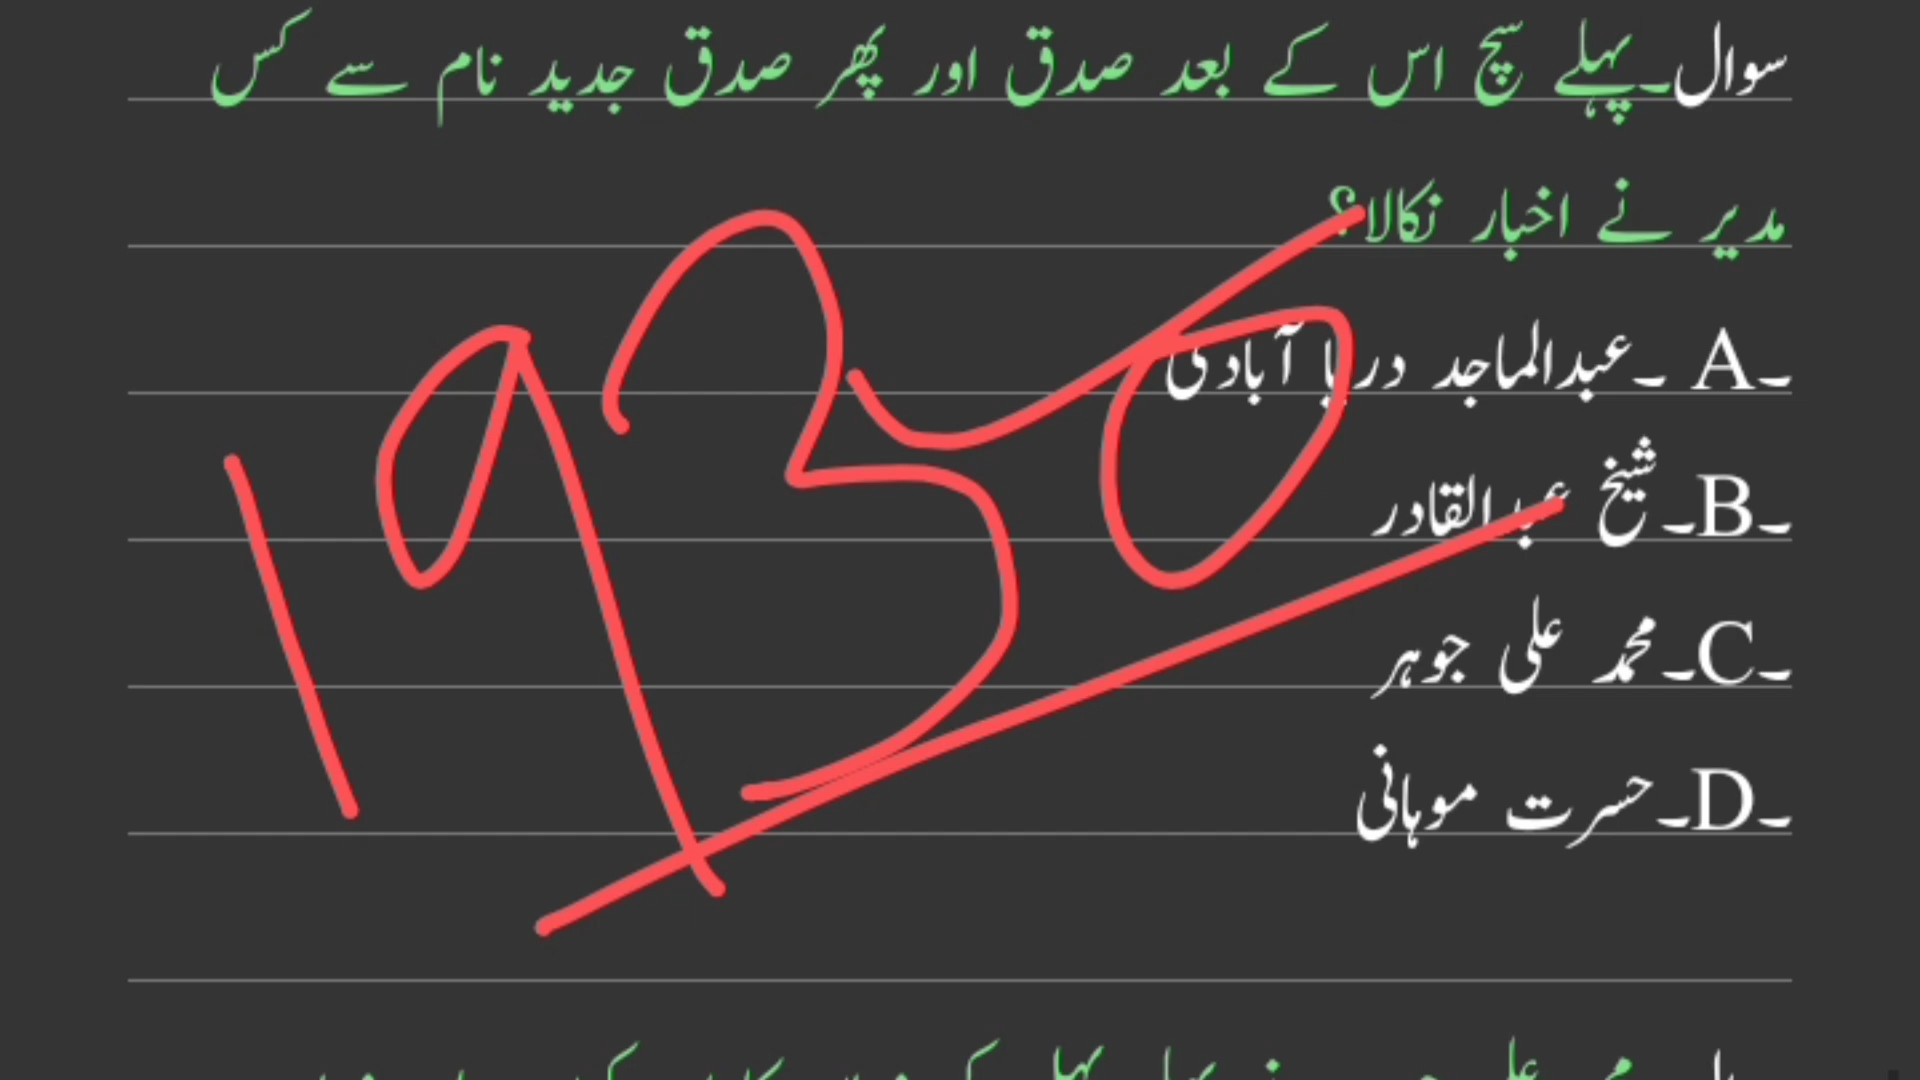 سوال۔پہلے سچ اس کے بعد صدق اور پھر صدق جدید نام سے کس
مدیر نے اخبار نکالا؟
۔A ۔عبدالماجد دریا آبادی
۔B۔ شیخ عبدالقادر
۔C۔محمد علی جوہر
۔D۔حسرت موہانی
1930